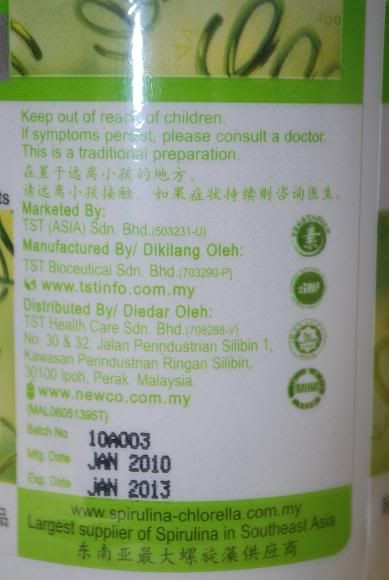 Keep out of reach of children.
If symptoms persist, please consult a doctor.
This is a traditional preparation.
在置于远离小孩的地方。
请远离小孩接触。如果症状持续则咨询医生。
Marketed By:
TST (ASIA) Sdn. Bhd.(503231-U)
Manufactured By/ Dikilang Oleh:
TST Bioceutical Sdn. Bhd.(703290-P)
www.tstinfo.com.my
Distributed By/ Diedar Oleh:
TST Health Care Sdn. Bhd.(708288-V)
No: 30 & 32, Jalan Perindustrian Silibin 1,
Kawasan Perindustrian Ringan Silibin,
30100 Ipoh, Perak. Malaysia.
www.newco.com.my
(MAL06051395T)
Batch No 10A003
Mfg. Date JAN 2010
Exp. Date JAN 2013
www.spirulina-chlorella.com.my
Largest supplier of Spirulina in Southeast Asia
东南亚最大螺旋藻供应商
素